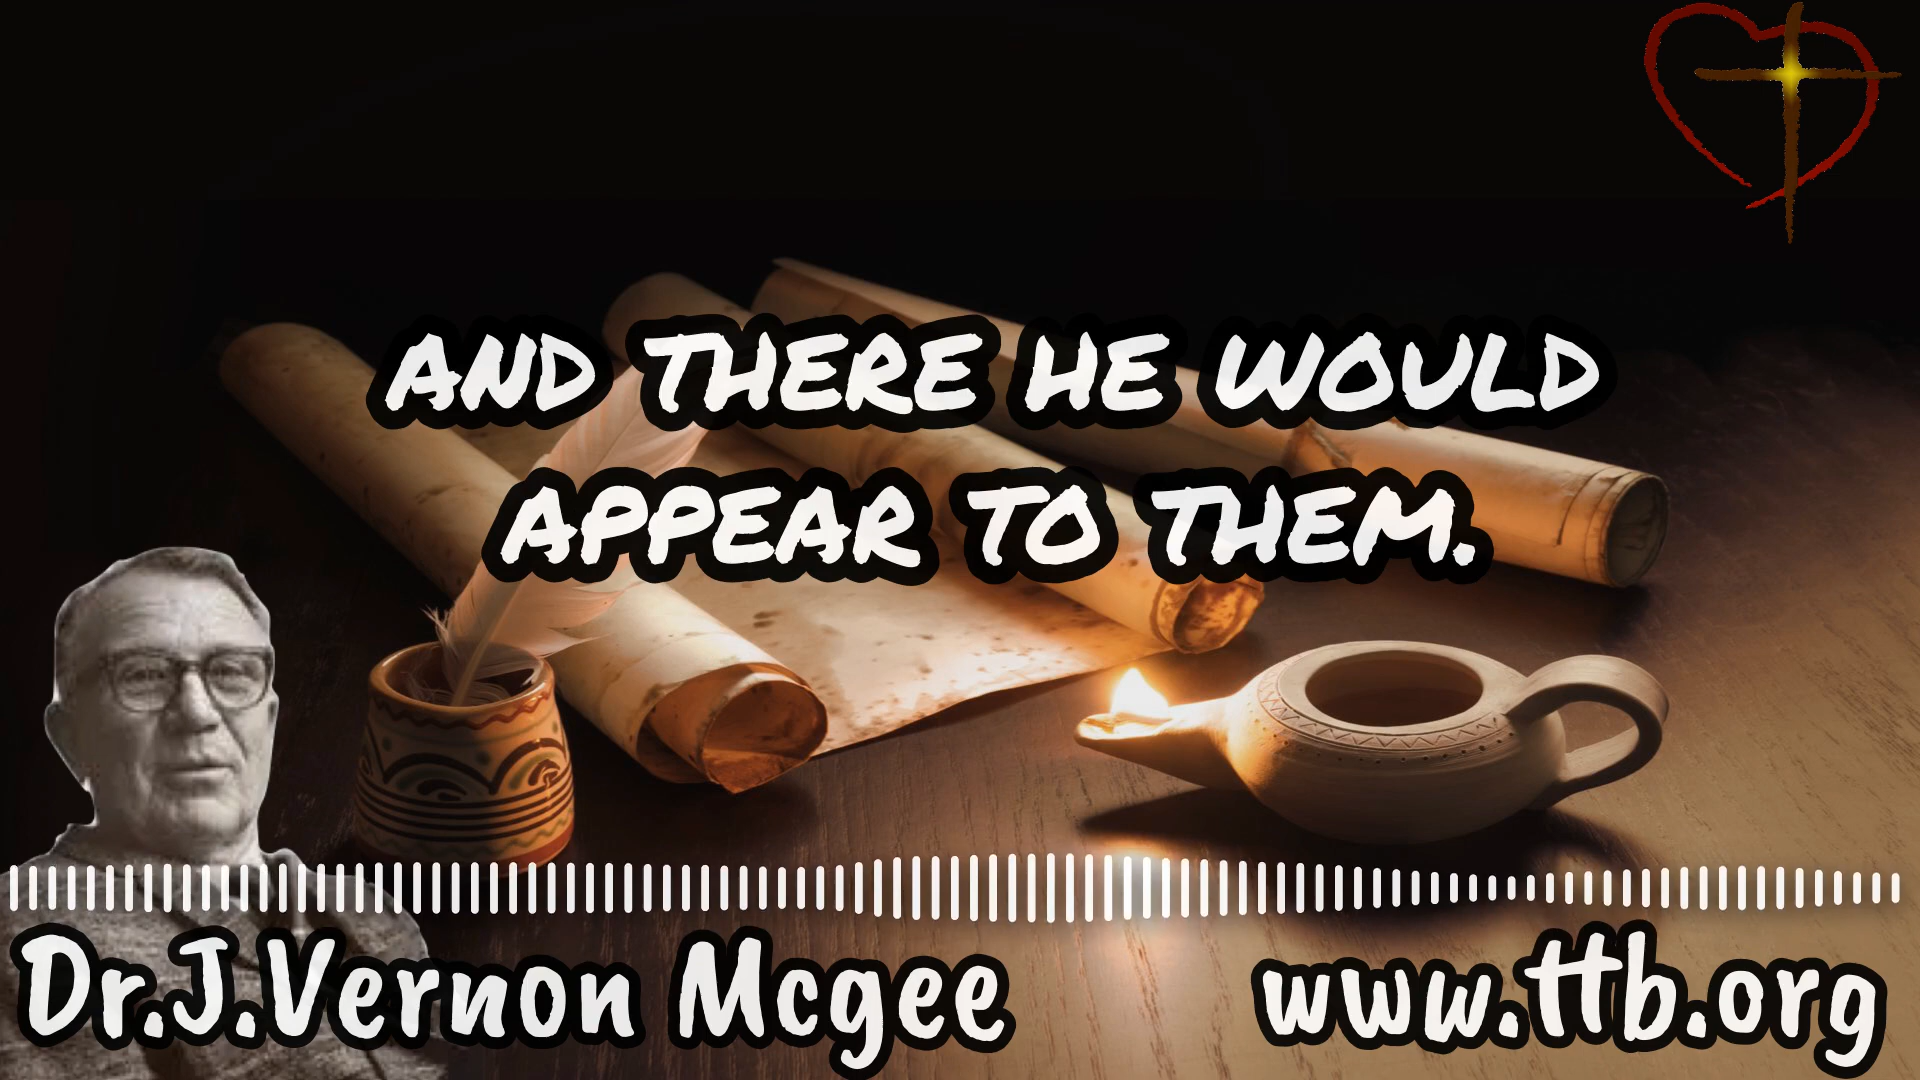 AND THERE HE WOULD
APPEAR TO THEM.
Dr.J.Vernon Mcgee
www.ttb.org